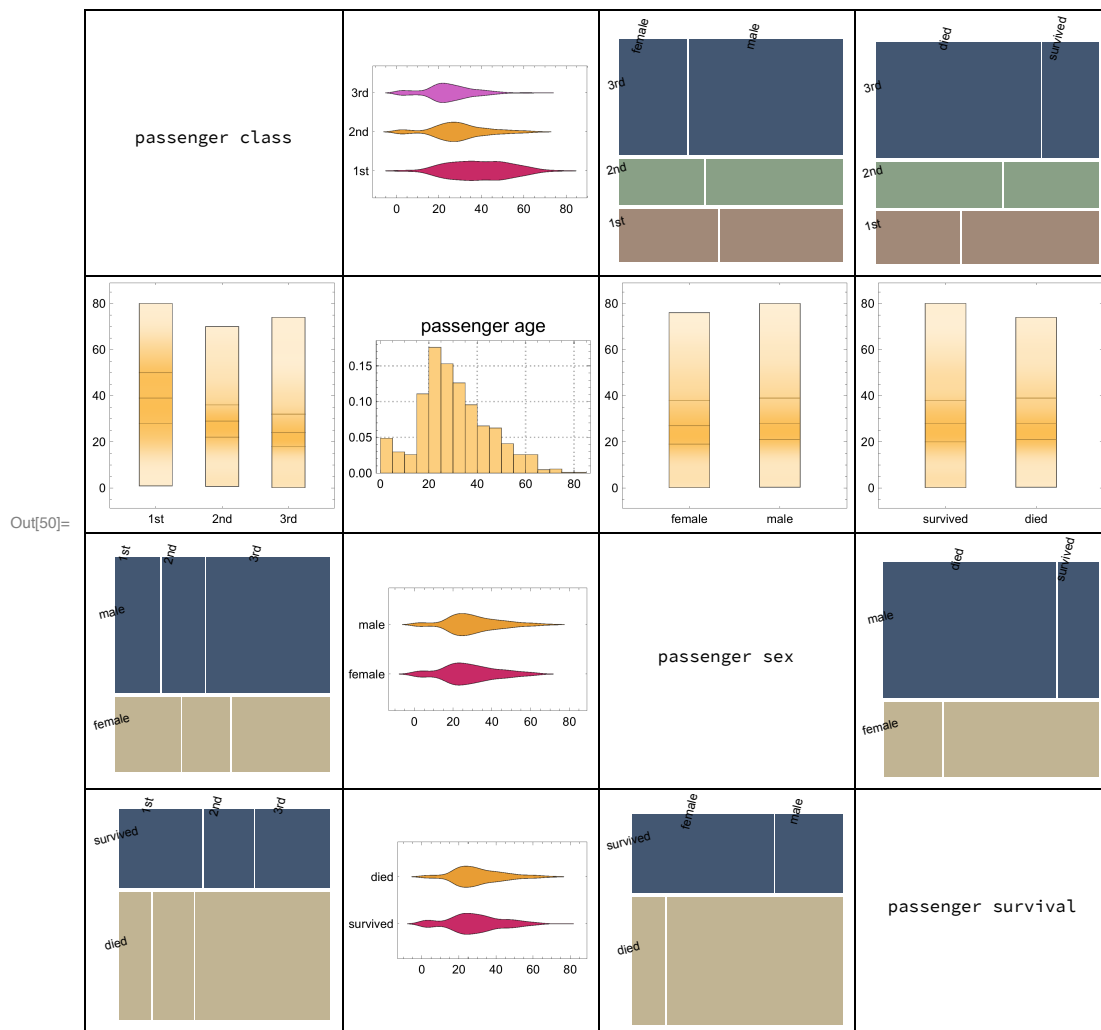 female male
3rd
2nd
1st
died survived
3rd
2nd
1st
passenger class
3rd
2nd
1st
0 20 40 60 80
80
60
40
20
0
1st 2nd 3rd
passenger age
0.15
0.10
0.05
0.00
0 20 40 60 80
80
60
40
20
0
female male
80
60
40
20
0
survived died
Out[50]=
1st 2nd 3rd
male
female
male
female
0 20 40 60 80
passenger sex
died survived
male
female
1st 2nd 3rd
survived
died
died
survived
0 20 40 60 80
female male
survived
died
passenger survival